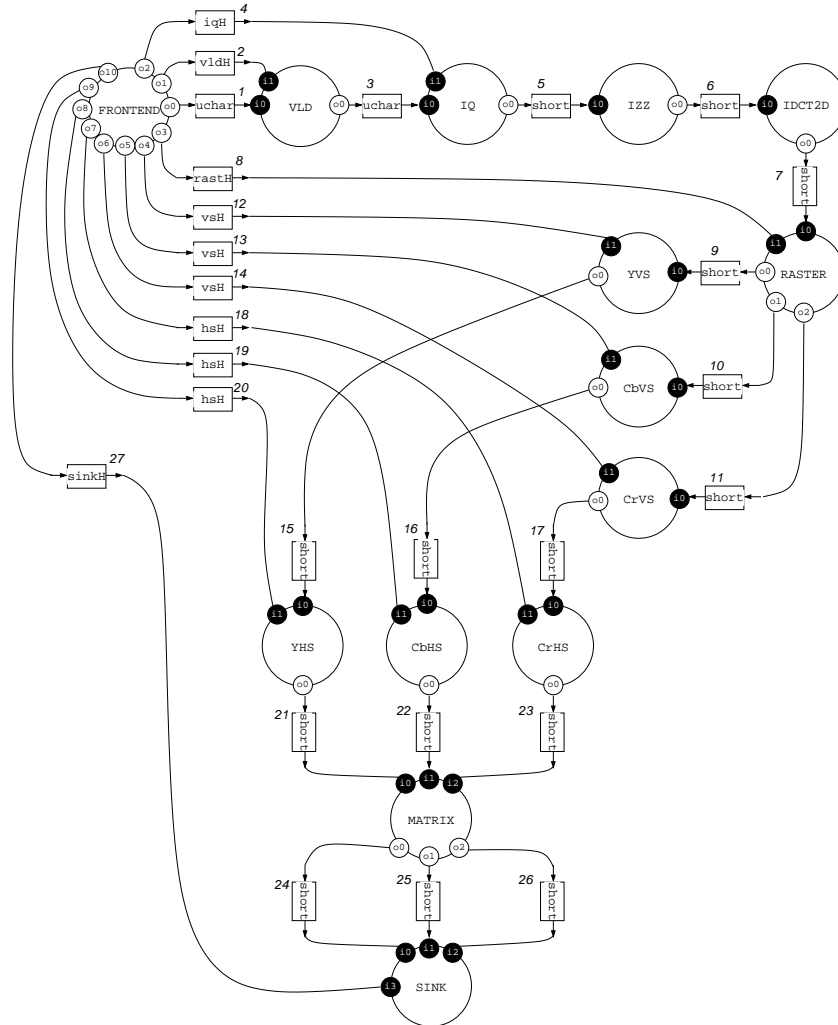 4
iqH
2
vldH
3
5
6
o10
o2
o1
i1
i1
o9
1
o8
FRONTEND
o0
uchar
i0
VLD
o0
uchar
i0
IQ
o0
short
i0
IZZ
o0
short
i0
IDCT2D
o7
o3
o6
o5
o4
o0
8
7
short
rastH
12
vsH
i0
13
i1
i1
9
vsH
YVS
i0
short
o0
RASTER
o0
14
vsH
o1
o2
18
hsH
19
i1
10
hsH
o0
CbVS
i0
short
20
hsH
27
i1
11
sinkH
o0
CrVS
i0
short
15
short
16
short
17
short
i1
i0
i1
i0
i1
i0
YHS
CbHS
CrHS
o0
o0
o0
21
short
22
short
23
short
i0
i1
i2
MATRIX
o0
o1
o2
24
short
25
short
26
short
i0
i1
i2
i3
SINK